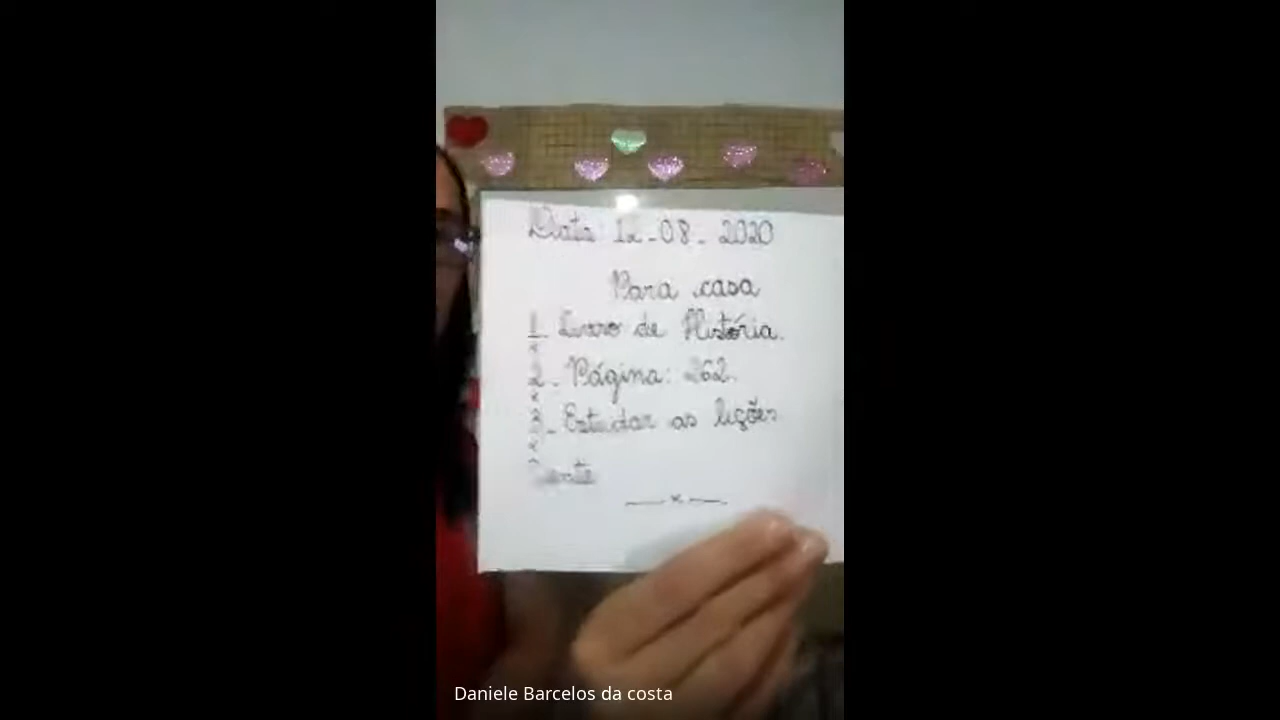 Data 12-08-2020
Para casa
1. Livro de História.
2. Página: 262.
3. Estudar as lições
Daniele Barcelos da costa